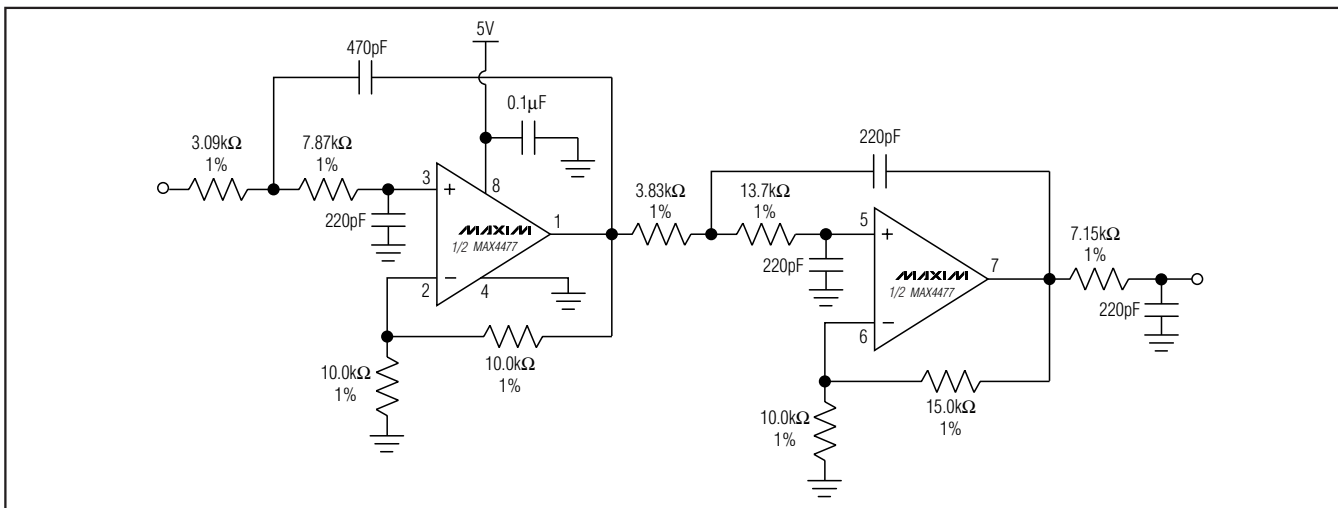 5V
470pF
0.1µF
3.09kΩ
1%
7.87kΩ
1%
220pF
3
+
8
MAXIM
1/2 MAX4477
1
−
2
4
10.0kΩ
1%
10.0kΩ
1%
3.83kΩ
1%
13.7kΩ
1%
220pF
220pF
5
+
MAXIM
1/2 MAX4477
7
−
6
7.15kΩ
1%
220pF
15.0kΩ
1%
10.0kΩ
1%